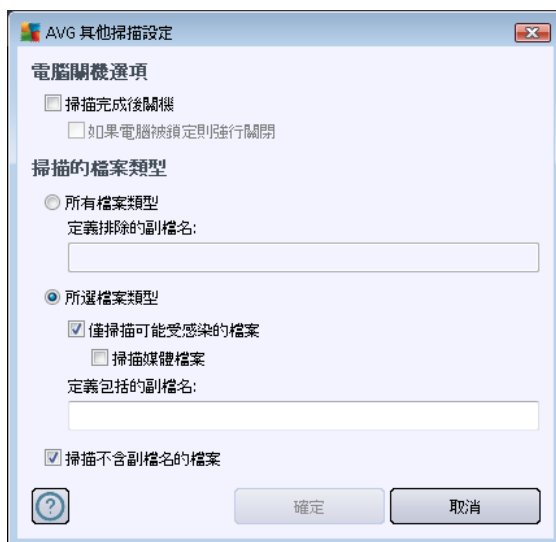 AVG 其他掃描設定
電腦關機選項
掃描完成後關機
如果電腦被鎖定則強行關閉
掃描的檔案類型
所有檔案類型
定義排除的副檔名:
所選檔案類型
僅掃描可能受感染的檔案
掃描媒體檔案
定義包括的副檔名:
掃描不含副檔名的檔案
? 確定 取消